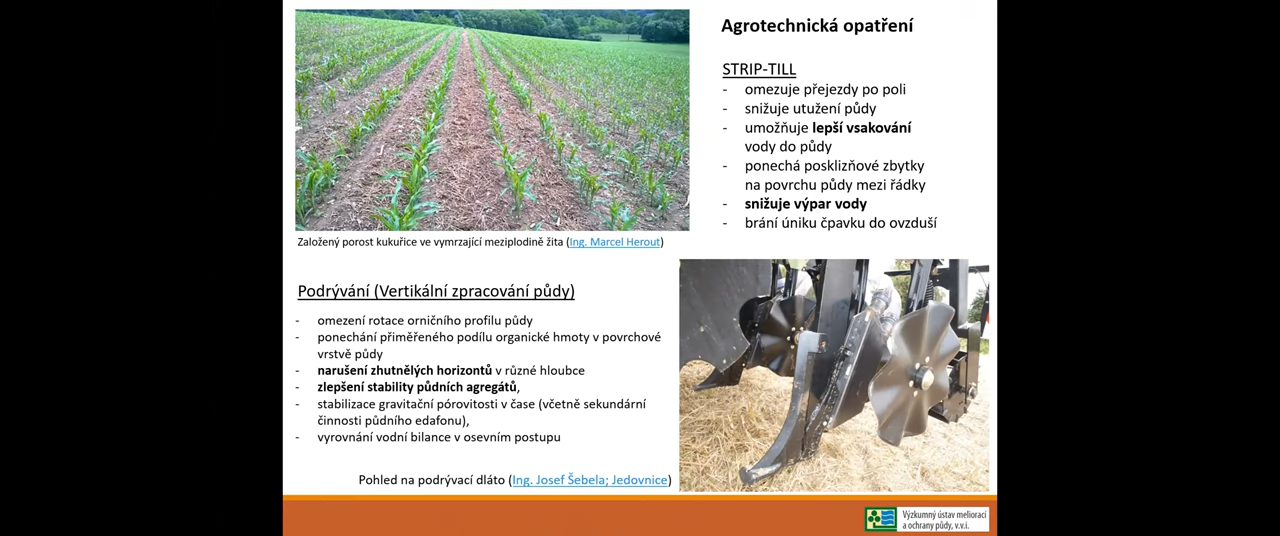 Agrotechnická opatření
STRIP-TILL
- omezuje přejezdy po poli
- snižuje utužení půdy
- umožňuje lepší vsakování
vody do půdy
- ponechá posklizňové zbytky
na povrchu půdy mezi řádky
- snižuje výpar vody
- brání úniku čpavku do ovzduší
Založený porost kukuřice ve vymrzající meziplodině žita (Ing. Marcel Herout)
Podrývání (Vertikální zpracování půdy)
- omezení rotace orničního profilu půdy
- ponechání přiměřeného podílu organické hmoty v povrchové
vrstvě půdy
- narušení zhutnělých horizontů v různé hloubce
- zlepšení stability půdních agregátů,
- stabilizace gravitační pórovitosti v čase (včetně sekundární
činnosti půdního edafonu),
- vyrovnání vodní bilance v osevním postupu
Pohled na podrývací dláto (Ing. Josef Šebela; Jedovnice)
Výzkumný ústav meliorací
a ochrany půdy, v.v.i.